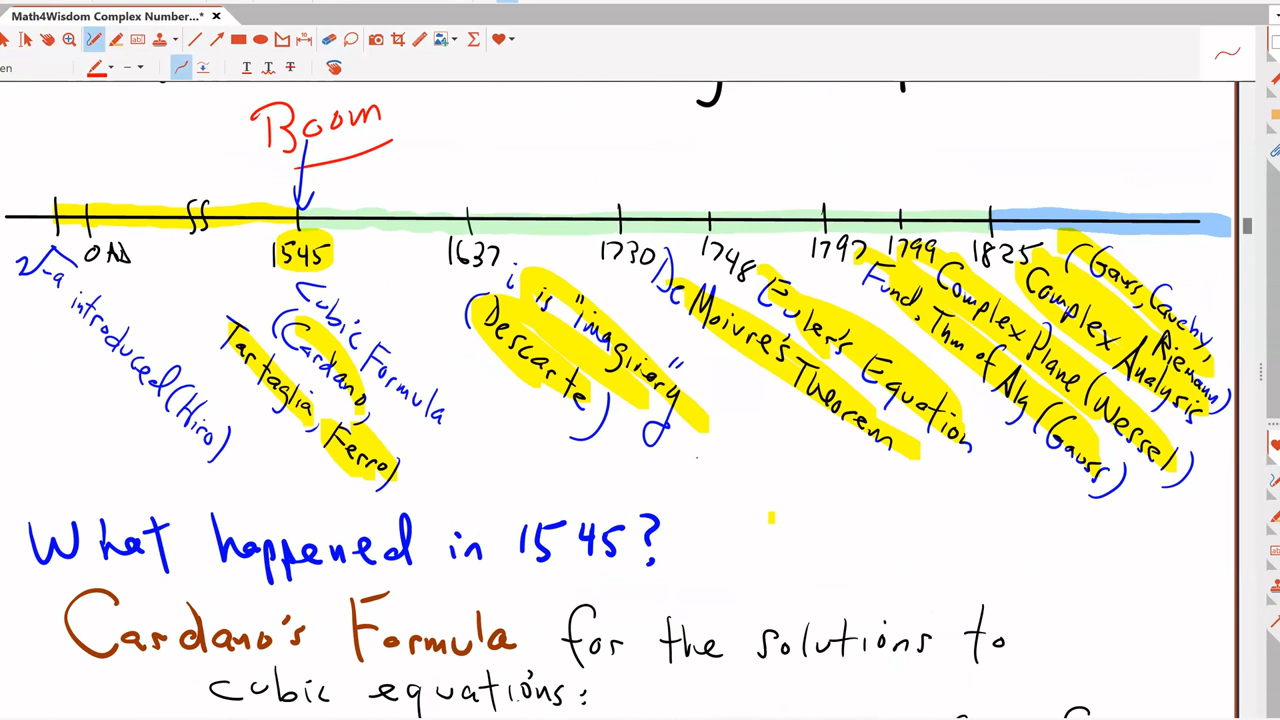 Math4Wisdom Complex Number...*
en
Boom
0 AD
1545
1637
1730
1748
1797
1799
1825
√-a introduced (Hiro)
Cubic Formula
(Cardano,
Tartaglia,
Ferro)
i is "imaginery"
(Descarte)
De Moivre's Theorem
Euler's Equation
Fund. Thm of Alg (Gauss)
Complex Plane (Wessel)
Complex Analysis
(Gauss, Cauchy,
Riemann)
What happened in 1545?
Cardano's Formula for the solutions to
cubic equations: